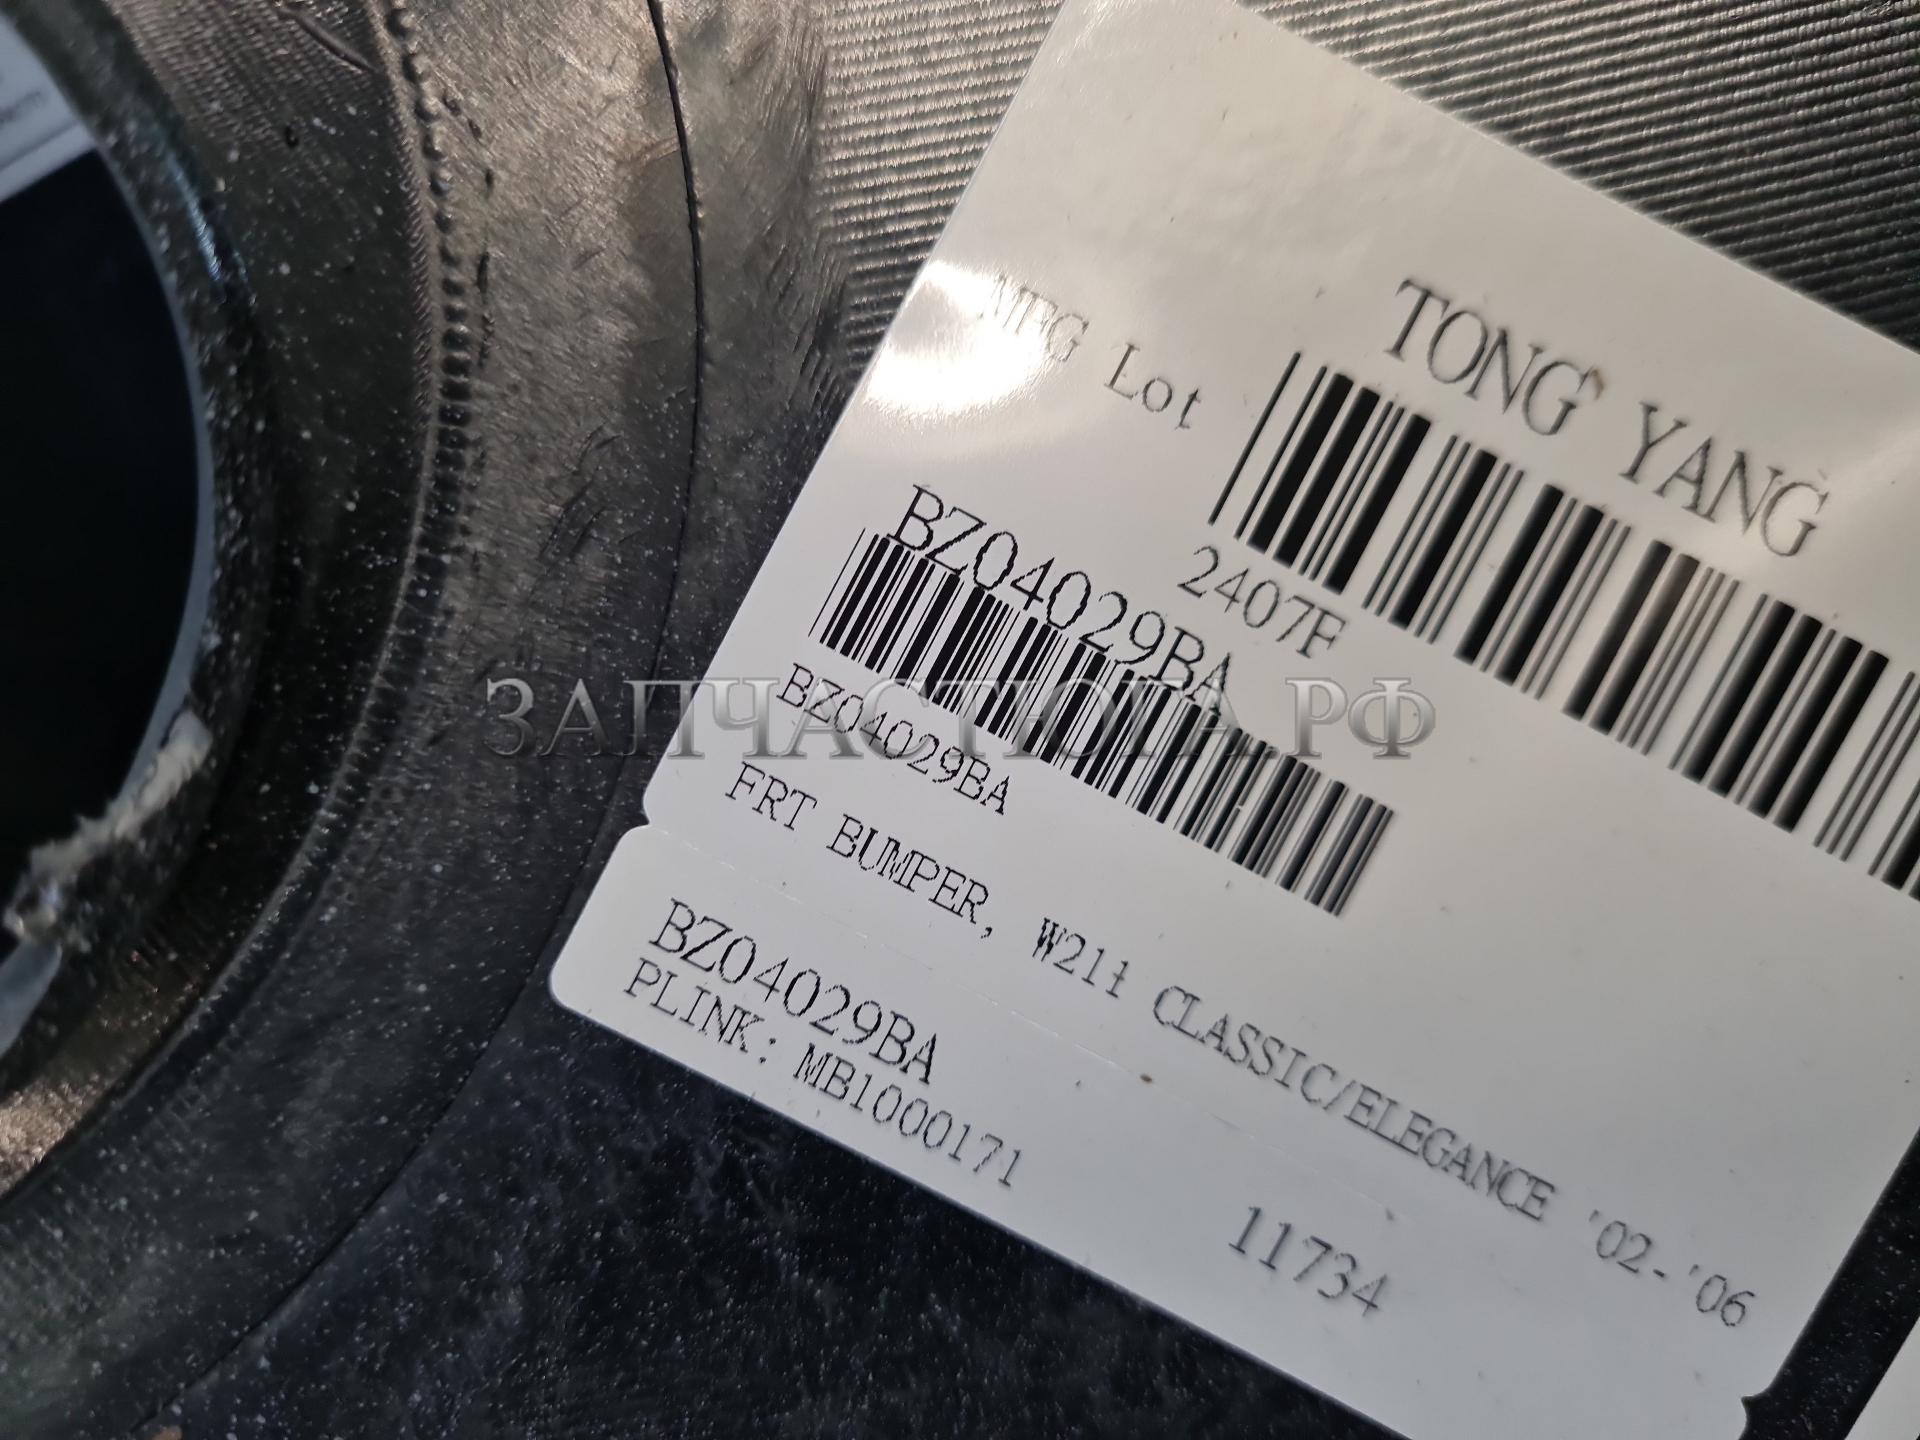 TONG YANG
MFG Lot
2407F
BZ04029BA
BZ04029BA
FRT BUMPER, W211 CLASSIC/ELEGANCE '02-'06
BZ04029BA
PLINK: MB1000171
11734
ЗАПЧАСТЮГА.РФ